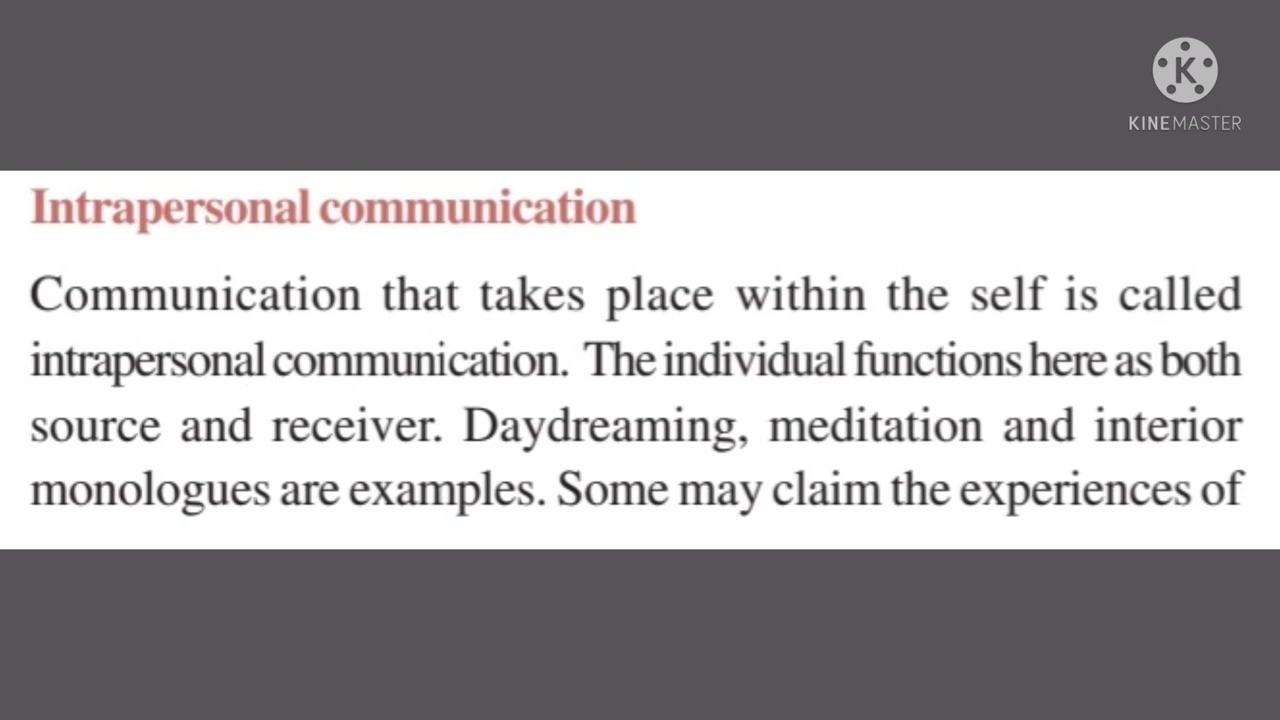 K
KINEMASTER
Intrapersonal communication
Communication that takes place within the self is called
intrapersonal communication. The individual functions here as both
source and receiver. Daydreaming, meditation and interior
monologues are examples. Some may claim the experiences of